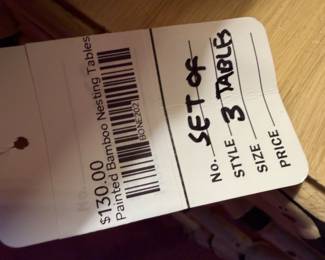 $130.00
Painted Bamboo Nesting Tables
No. SET OF
STYLE 3 TABLES
SIZE
PRICE